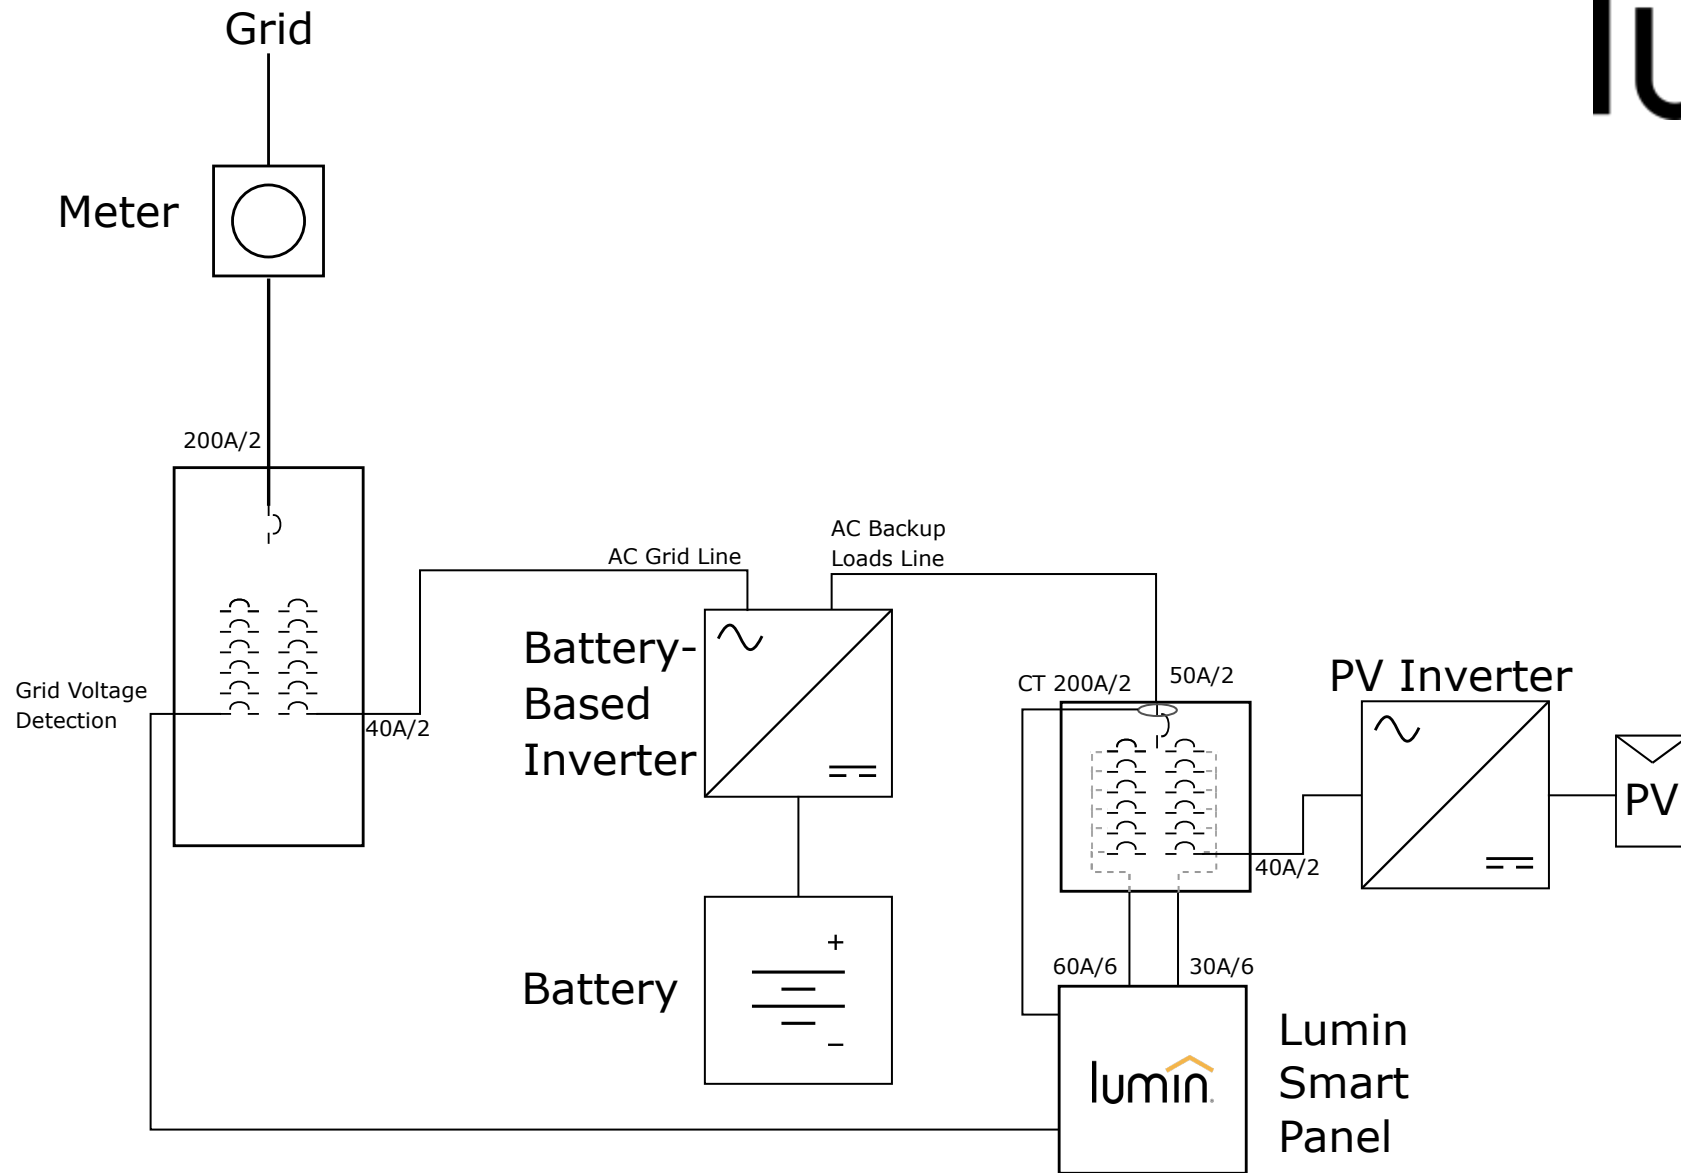 Grid
lu
Meter
200A/2
AC Backup
Loads Line
AC Grid Line
Battery-
Based
Inverter
Grid Voltage
Detection
40A/2
CT 200A/2
50A/2
PV Inverter
PV
40A/2
60A/6
30A/6
Battery
+
−
lumin
Lumin
Smart
Panel